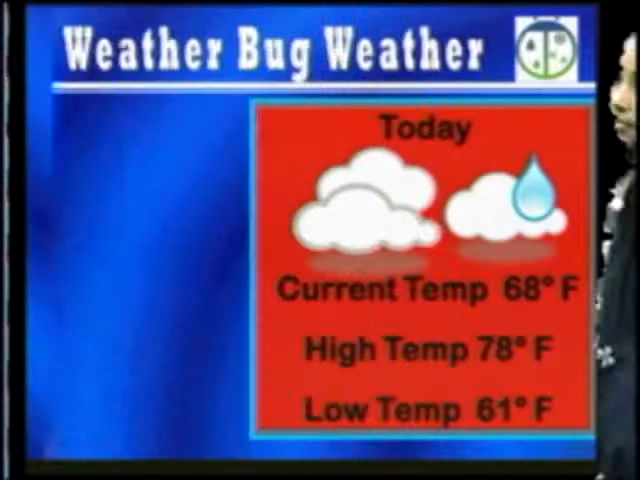 Weather Bug Weather
Today
Current Temp 68° F
High Temp 78° F
Low Temp 61° F